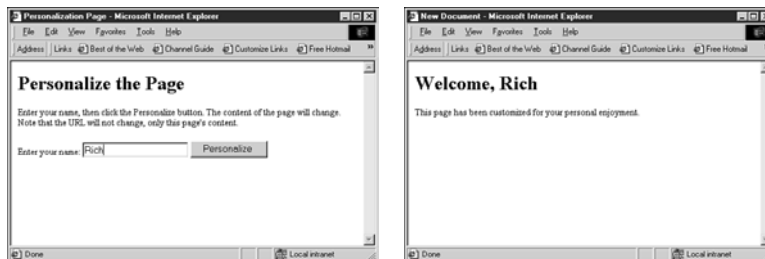 Personalization Page - Microsoft Internet Explorer
File Edit View Favorites Tools Help
Address Links Best of the Web Channel Guide Customize Links Free Hotmail »
Personalize the Page
Enter your name, then click the Personalize button. The content of the page will change.
Note that the URL will not change, only this page's content.
Enter your name: Rich Personalize
Done Local intranet
New Document - Microsoft Internet Explorer
File Edit View Favorites Tools Help
Address Links Best of the Web Channel Guide Customize Links Free Hotmail
Welcome, Rich
This page has been customized for your personal enjoyment.
Done Local intranet